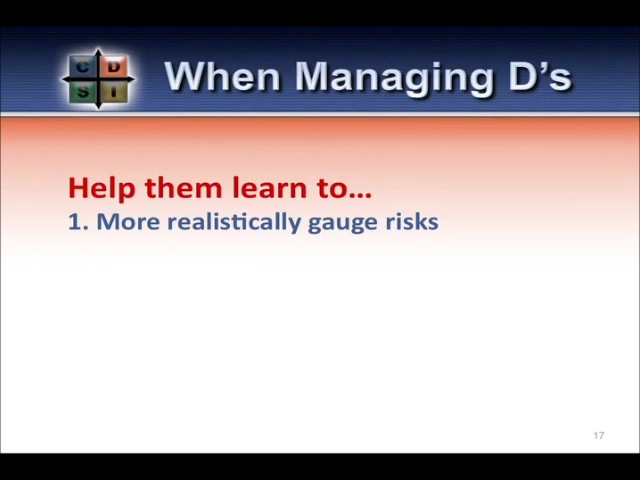 C D
S I
When Managing D's
Help them learn to...
1. More realistically gauge risks
17